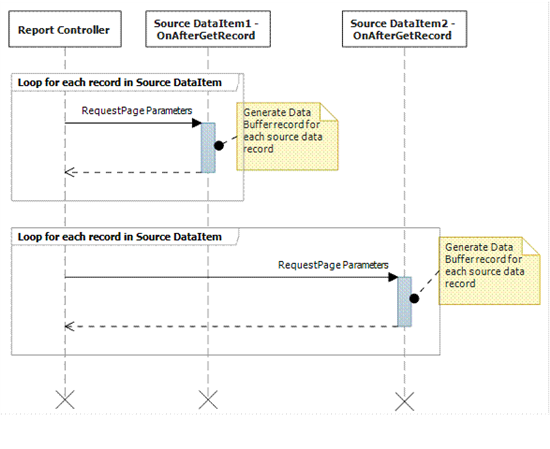 Report Controller
Source DataItem1 -
OnAfterGetRecord
Source DataItem2 -
OnAfterGetRecord
Loop for each record in Source DataItem
RequestPage Parameters
Generate Data
Buffer record for
each source data
record
Loop for each record in Source DataItem
RequestPage Parameters
Generate Data
Buffer record for
each source data
record